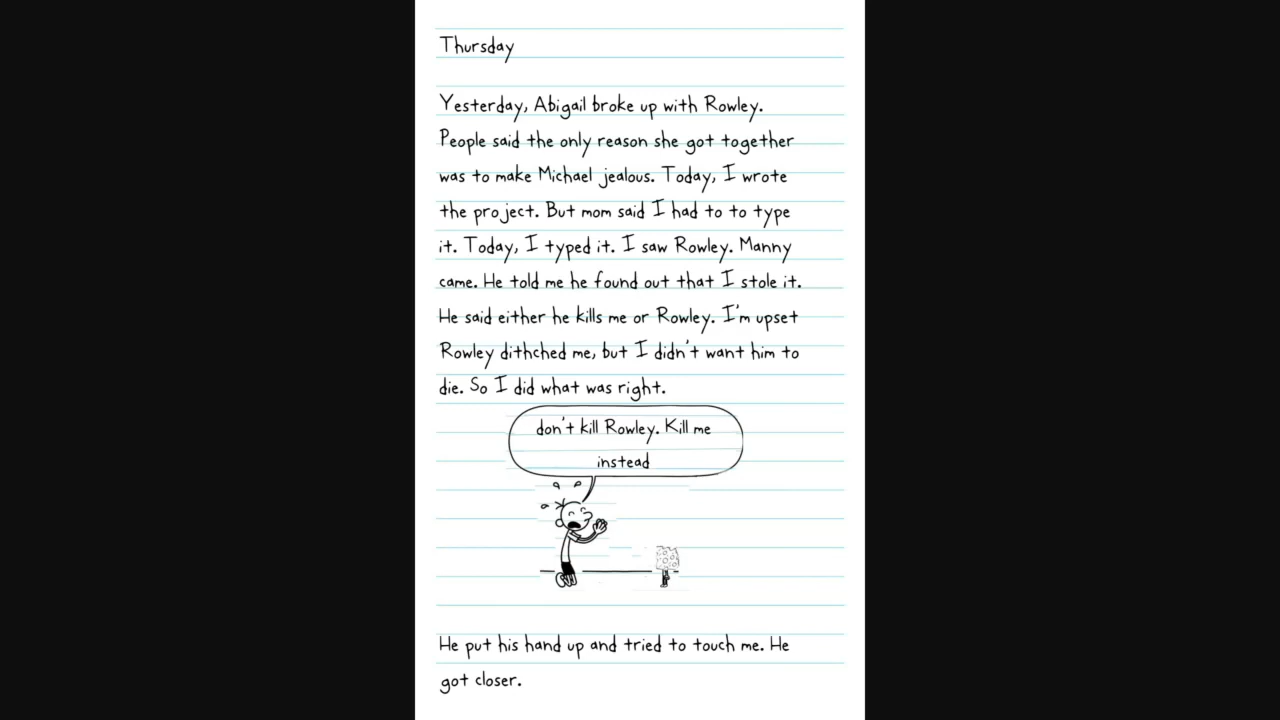 Thursday
Yesterday, Abigail broke up with Rowley.
People said the only reason she got together
was to make Michael jealous. Today, I wrote
the project. But mom said I had to to type
it. Today, I typed it. I saw Rowley. Manny
came. He told me he found out that I stole it.
He said either he kills me or Rowley. I'm upset
Rowley dithched me, but I didn't want him to
die. So I did what was right.
don't kill Rowley. Kill me
instead
He put his hand up and tried to touch me. He
got closer.